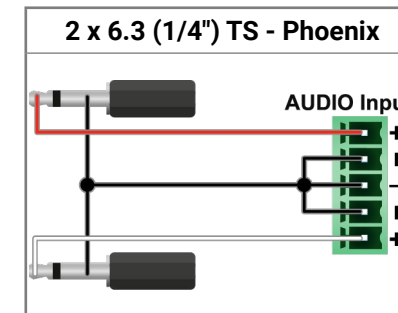 2 x 6.3 (1/4") TS - Phoenix
AUDIO Inpu
+
–
+